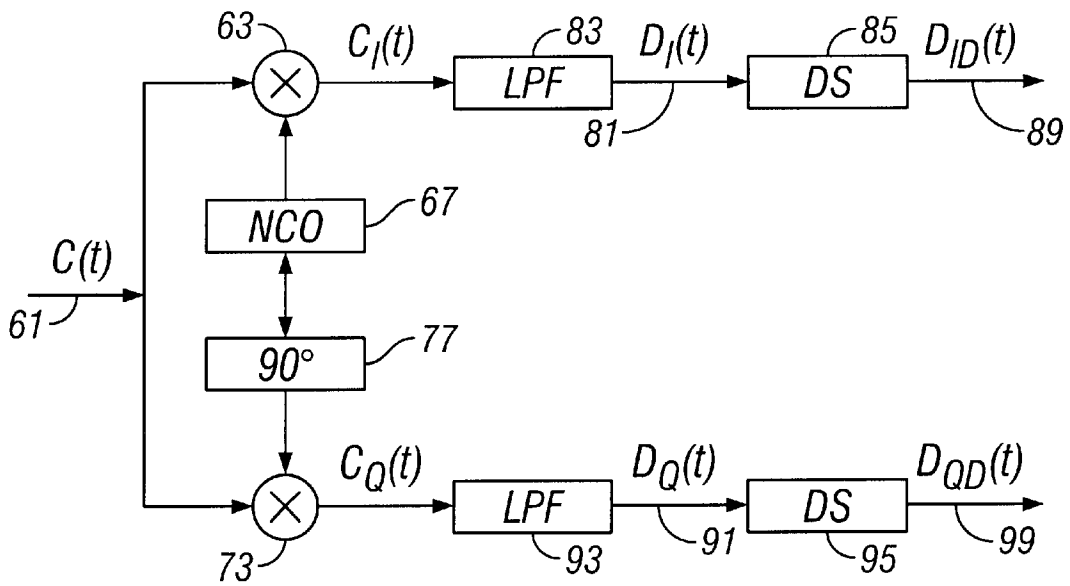 63
C_I(t)
83
D_I(t)
85
D_ID(t)
LPF
DS
81
89
67
NCO
C(t)
61
77
90°
C_Q(t)
D_Q(t)
D_QD(t)
LPF
DS
73
93
91
95
99